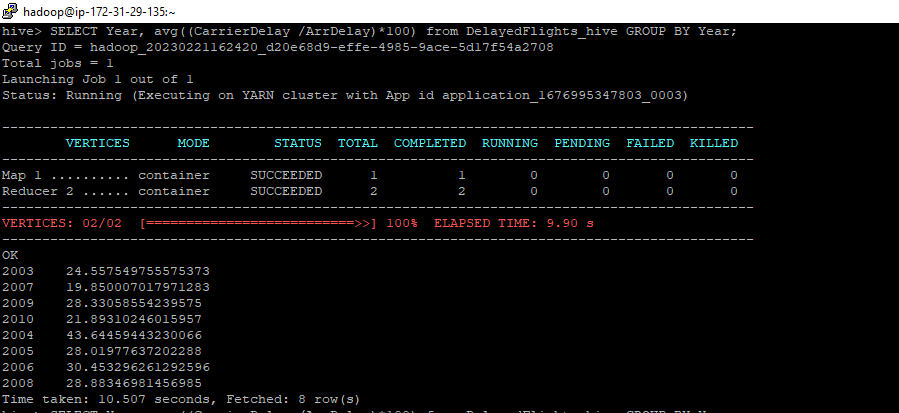 hadoop@ip-172-31-29-135:~
hive> SELECT Year, avg((CarrierDelay /ArrDelay)*100) from DelayedFlights_hive GROUP BY Year;
Query ID = hadoop_20230221162420_d20e68d9-effe-4985-9ace-5d17f54a2708
Total jobs = 1
Launching Job 1 out of 1
Status: Running (Executing on YARN cluster with App id application_1676995347803_0003)
----------------------------------------------------------------------------------------------
VERTICES MODE STATUS TOTAL COMPLETED RUNNING PENDING FAILED KILLED
----------------------------------------------------------------------------------------------
Map 1 .......... container SUCCEEDED 1 1 0 0 0 0
Reducer 2 ...... container SUCCEEDED 2 2 0 0 0 0
----------------------------------------------------------------------------------------------
VERTICES: 02/02 [==========================>>] 100% ELAPSED TIME: 9.90 s
----------------------------------------------------------------------------------------------
OK
2003 24.557549755575373
2007 19.850007017971283
2009 28.33058554239575
2010 21.89310246015957
2004 43.64459443230066
2005 28.01977637202288
2006 30.453296261292596
2008 28.88346981456985
Time taken: 10.507 seconds, Fetched: 8 row(s)